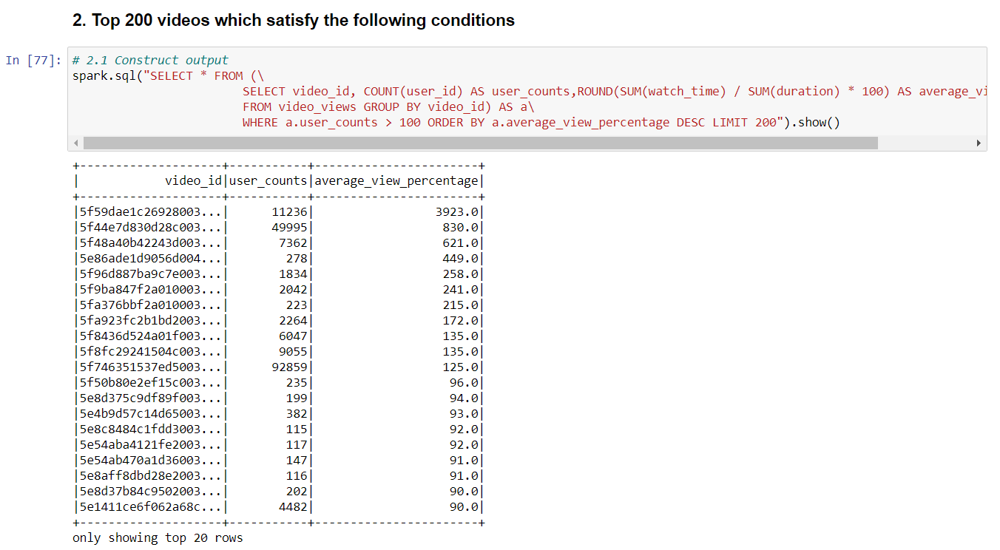 2. Top 200 videos which satisfy the following conditions
In [77]: # 2.1 Construct output
spark.sql("SELECT * FROM (\
SELECT video_id, COUNT(user_id) AS user_counts,ROUND(SUM(watch_time) / SUM(duration) * 100) AS average_vi
FROM video_views GROUP BY video_id) AS a\
WHERE a.user_counts > 100 ORDER BY a.average_view_percentage DESC LIMIT 200").show()
+--------------------+-----------+-----------------------+
|            video_id|user_counts|average_view_percentage|
+--------------------+-----------+-----------------------+
|5f59dae1c26928003...|      11236|                 3923.0|
|5f44e7d830d28c003...|      49995|                  830.0|
|5f48a40b42243d003...|       7362|                  621.0|
|5e86ade1d9056d004...|        278|                  449.0|
|5f96d887ba9c7e003...|       1834|                  258.0|
|5f9ba847f2a010003...|       2042|                  241.0|
|5fa376bbf2a010003...|        223|                  215.0|
|5fa923fc2b1bd2003...|       2264|                  172.0|
|5f8436d524a01f003...|       6047|                  135.0|
|5f8fc29241504c003...|       9055|                  135.0|
|5f746351537ed5003...|      92859|                  125.0|
|5f50b80e2ef15c003...|        235|                   96.0|
|5e8d375c9df89f003...|        199|                   94.0|
|5e4b9d57c14d65003...|        382|                   93.0|
|5e8c8484c1fdd3003...|        115|                   92.0|
|5e54aba4121fe2003...|        117|                   92.0|
|5e54ab470a1d36003...|        147|                   91.0|
|5e8aff8dbd28e2003...|        116|                   91.0|
|5e8d37b84c9502003...|        202|                   90.0|
|5e1411ce6f062a68c...|       4482|                   90.0|
+--------------------+-----------+-----------------------+
only showing top 20 rows